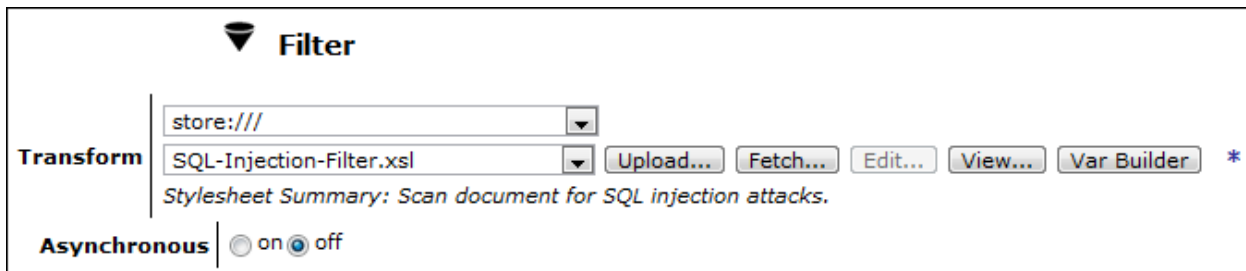 Filter
store:///
Transform SQL-Injection-Filter.xsl Upload... Fetch... Edit... View... Var Builder *
Stylesheet Summary: Scan document for SQL injection attacks.
Asynchronous on off